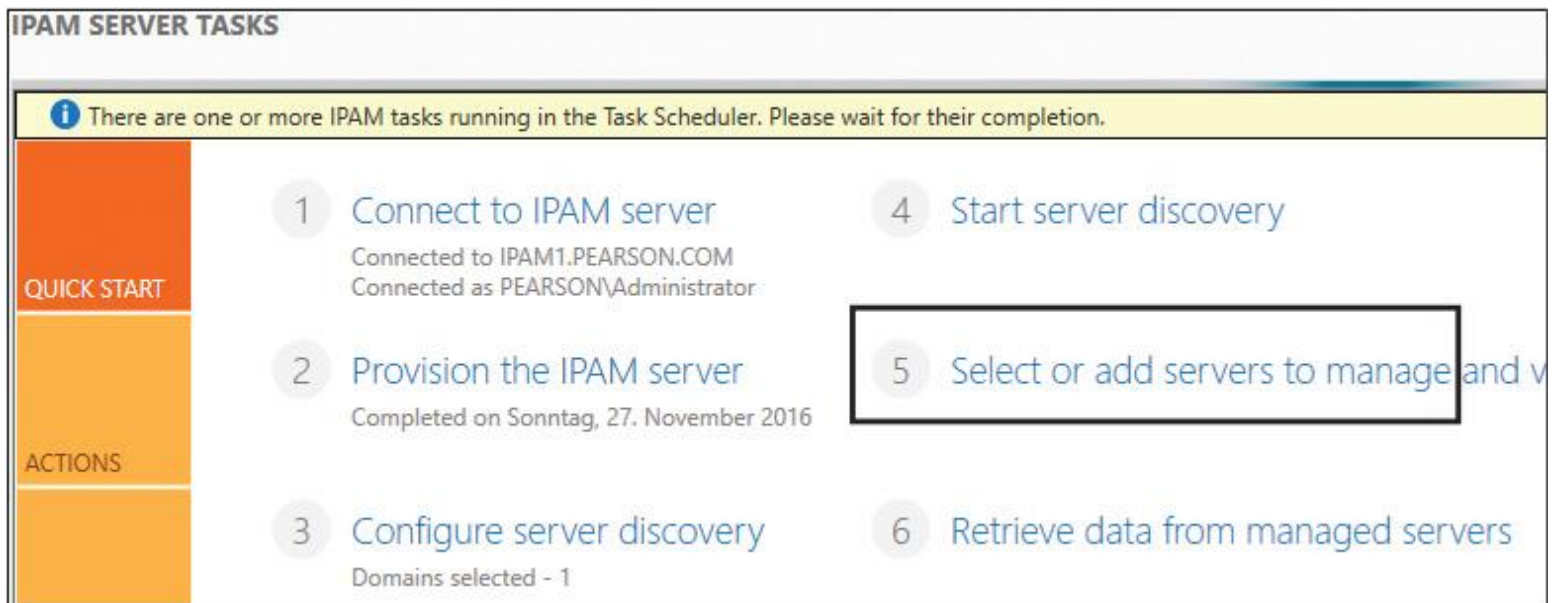 IPAM SERVER TASKS
There are one or more IPAM tasks running in the Task Scheduler. Please wait for their completion.
QUICK START
ACTIONS
1 Connect to IPAM server
Connected to IPAM1.PEARSON.COM
Connected as PEARSON\Administrator
2 Provision the IPAM server
Completed on Sonntag, 27. November 2016
3 Configure server discovery
Domains selected - 1
4 Start server discovery
5 Select or add servers to manage and v
6 Retrieve data from managed servers